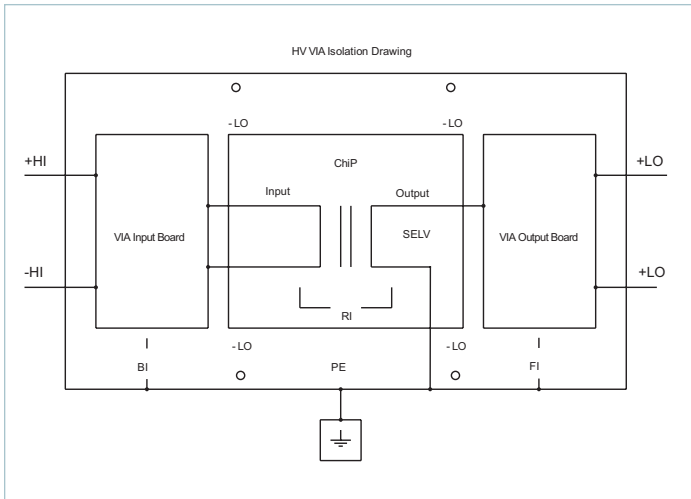 HV VIA Isolation Drawing
-LO -LO
+HI ChiP +LO
Input Output
VIA Input Board SELV VIA Output Board
-HI +LO
RI
-LO -LO
BI PE FI